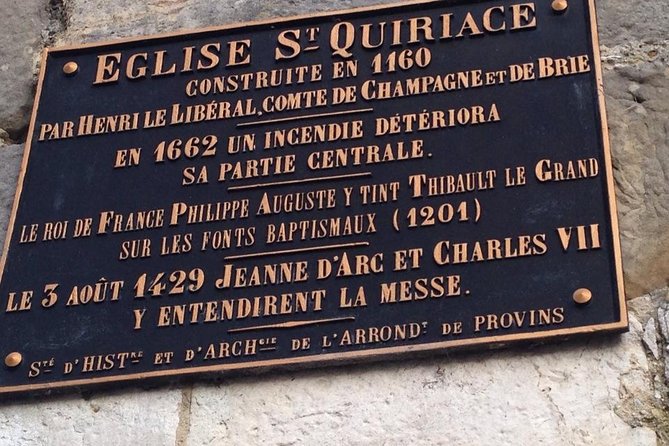 EGLISE ST QUIRIACE
CONSTRUITE EN 1160
PAR HENRI LE LIBÉRAL, COMTE DE CHAMPAGNE ET DE BRIE
EN 1662 UN INCENDIE DÉTÉRIORA
SA PARTIE CENTRALE.
LE ROI DE FRANCE PHILIPPE AUGUSTE Y TINT THIBAULT LE GRAND
SUR LES FONTS BAPTISMAUX (1201)
LE 3 AOÛT 1429 JEANNE D'ARC ET CHARLES VII
Y ENTENDIRENT LA MESSE.
STÉ D'HISTRE ET D'ARCHGIE DE L'ARRONDT DE PROVINS